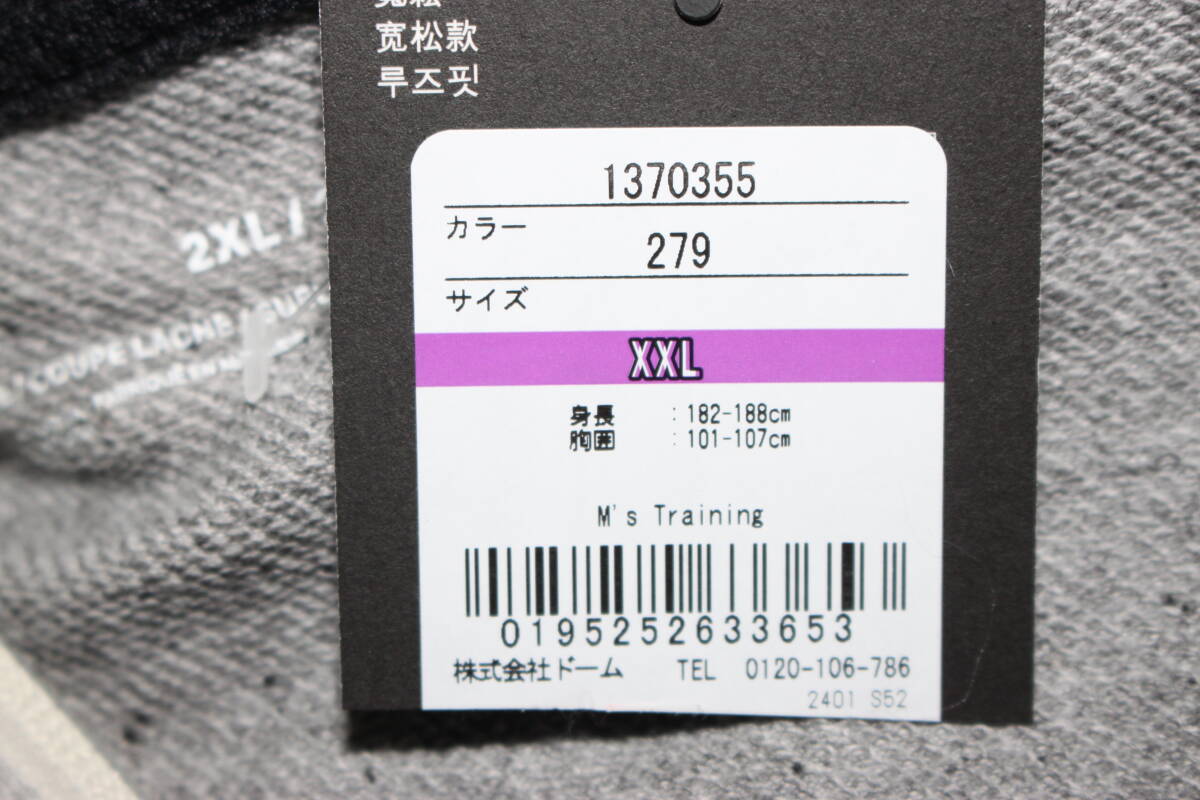 宽松款
루즈핏
1370355
カラー
279
サイズ
XXL
身長 : 182-188cm
胸囲 : 101-107cm
M's Training
0195252633653
株式会社ドーム TEL 0120-106-786
2401 S52
2XL /
/ COUPE LACHE /